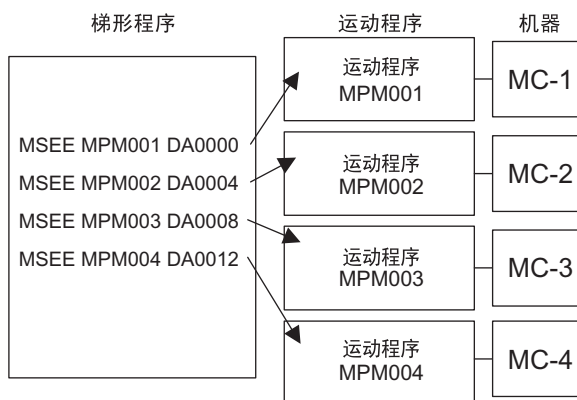 梯形程序
运动程序
机器
MSEE MPM001 DA0000
MSEE MPM002 DA0004
MSEE MPM003 DA0008
MSEE MPM004 DA0012
运动程序
MPM001
MC-1
运动程序
MPM002
MC-2
运动程序
MPM003
MC-3
运动程序
MPM004
MC-4